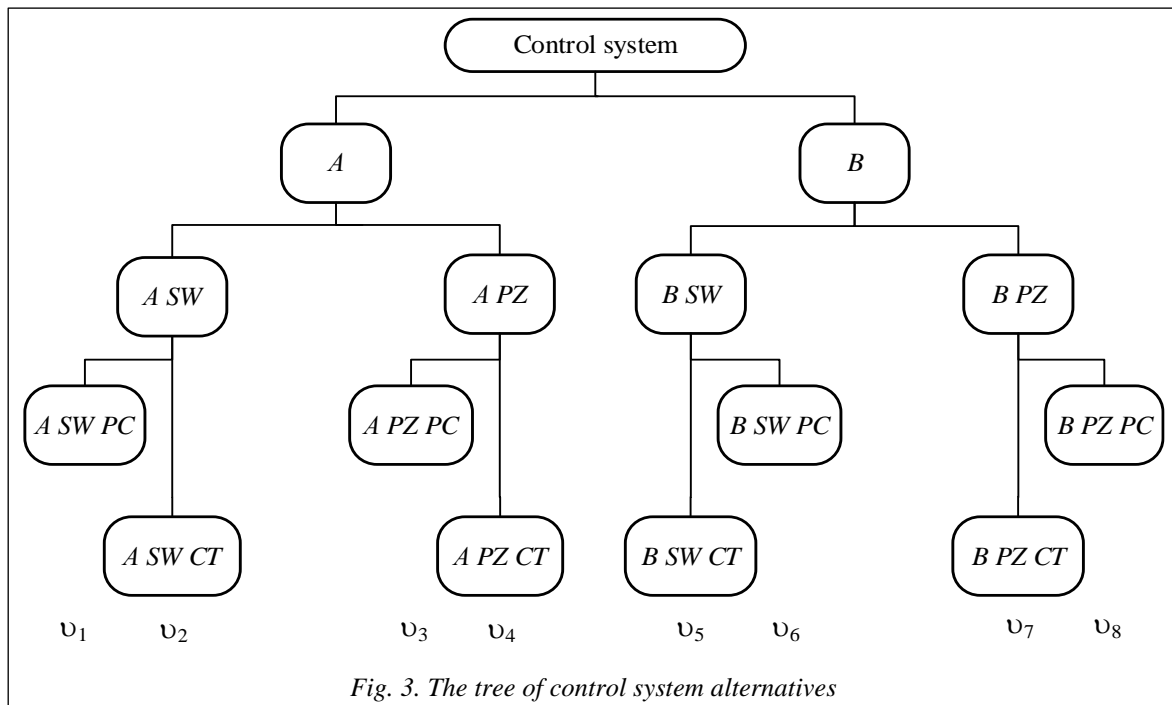 Control system
A
B
A SW
A PZ
B SW
B PZ
A SW PC
A PZ PC
B SW PC
B PZ PC
A SW CT
A PZ CT
B SW CT
B PZ CT
υ₁ υ₂ υ₃ υ₄ υ₅ υ₆ υ₇ υ₈
Fig. 3. The tree of control system alternatives